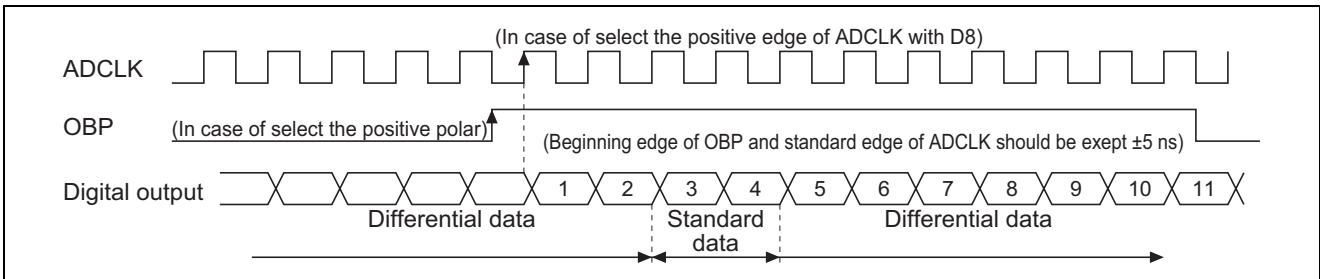 (In case of select the positive edge of ADCLK with D8)
ADCLK
OBP
(In case of select the positive polar)
(Beginning edge of OBP and standard edge of ADCLK should be exept ±5 ns)
Digital output
1 2 3 4 5 6 7 8 9 10 11
Differential data
Standard
data
Differential data